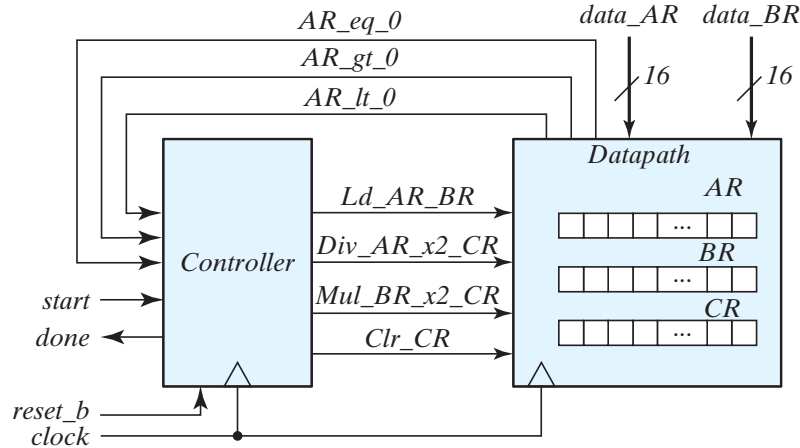 AR_eq_0
data_AR
data_BR
AR_gt_0
16
16
AR_lt_0
Datapath
AR
Ld_AR_BR
Div_AR_x2_CR
...
BR
Controller
...
start
Mul_BR_x2_CR
CR
done
Clr_CR
...
reset_b
clock